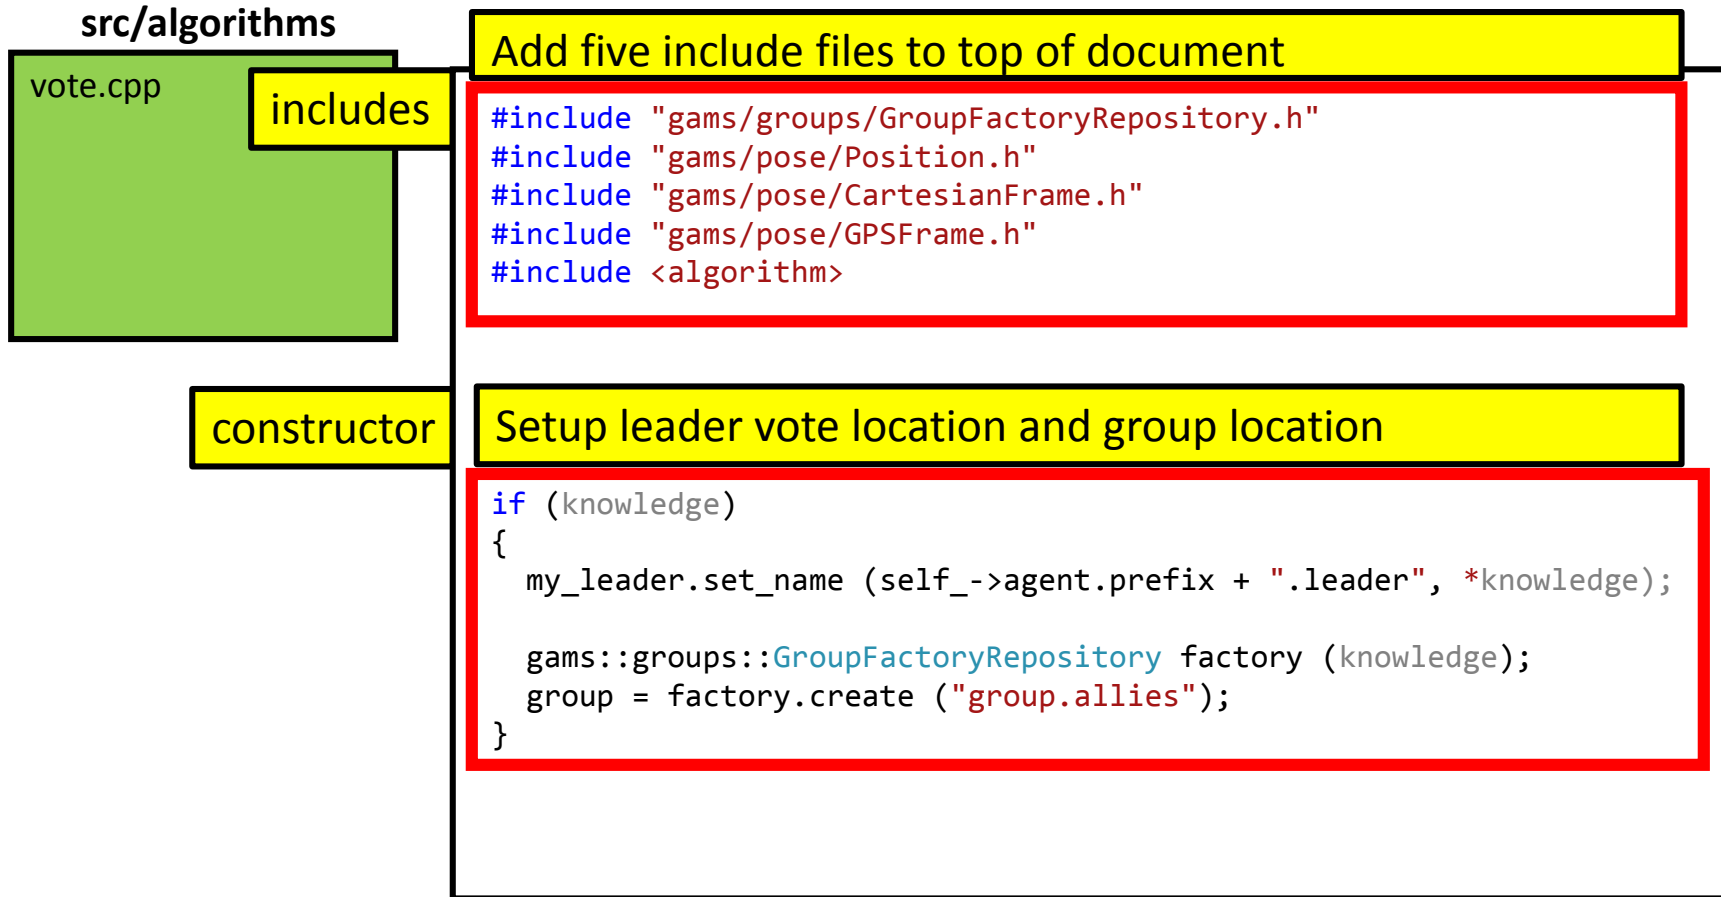 src/algorithms
vote.cpp
includes
Add five include files to top of document
#include "gams/groups/GroupFactoryRepository.h"
#include "gams/pose/Position.h"
#include "gams/pose/CartesianFrame.h"
#include "gams/pose/GPSFrame.h"
#include <algorithm>
constructor
Setup leader vote location and group location
if (knowledge)
{
  my_leader.set_name (self_->agent.prefix + ".leader", *knowledge);
  gams::groups::GroupFactoryRepository factory (knowledge);
  group = factory.create ("group.allies");
}